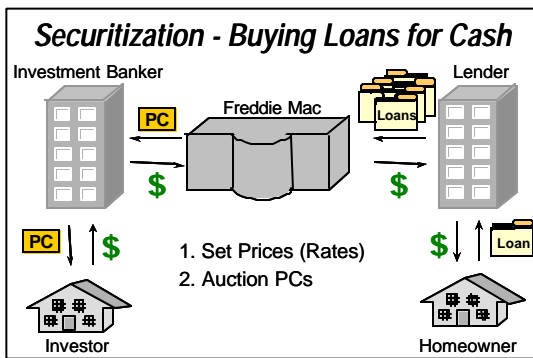 Securitization - Buying Loans for Cash
Investment Banker
Lender
Freddie Mac
PC
Loans
$
$
PC
$
1. Set Prices (Rates)
2. Auction PCs
$
Loan
Investor
Homeowner